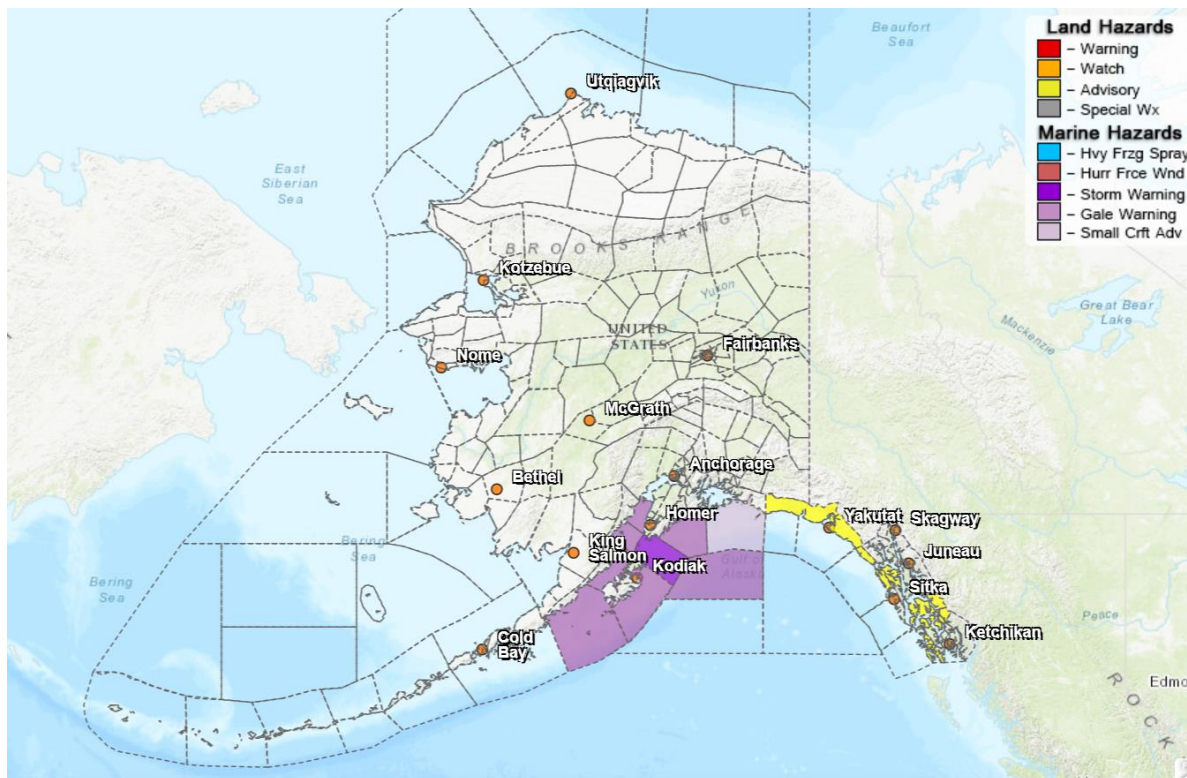 Beaufort
Sea
Land Hazards
– Warning
– Watch
– Advisory
– Special Wx
Marine Hazards
– Hvy Frzg Spray
– Hurr Frce Wnd
– Storm Warning
– Gale Warning
– Small Crft Adv
Utqiagvik
East
Siberian
Sea
BROOKS RANGE
Kotzebue
Yukon
Great Bear
Lake
Mackenzie
UNITED
STATES
Fairbanks
Nome
McGrath
Anchorage
Bethel
Homer
Yakutat
Skagway
King
Salmon
Kodiak
Juneau
Bering
Sea
Gulf of
Alaska
Bering
Sea
Sitka
Peace
Cold
Bay
Ketchikan
Edmo
ROCK